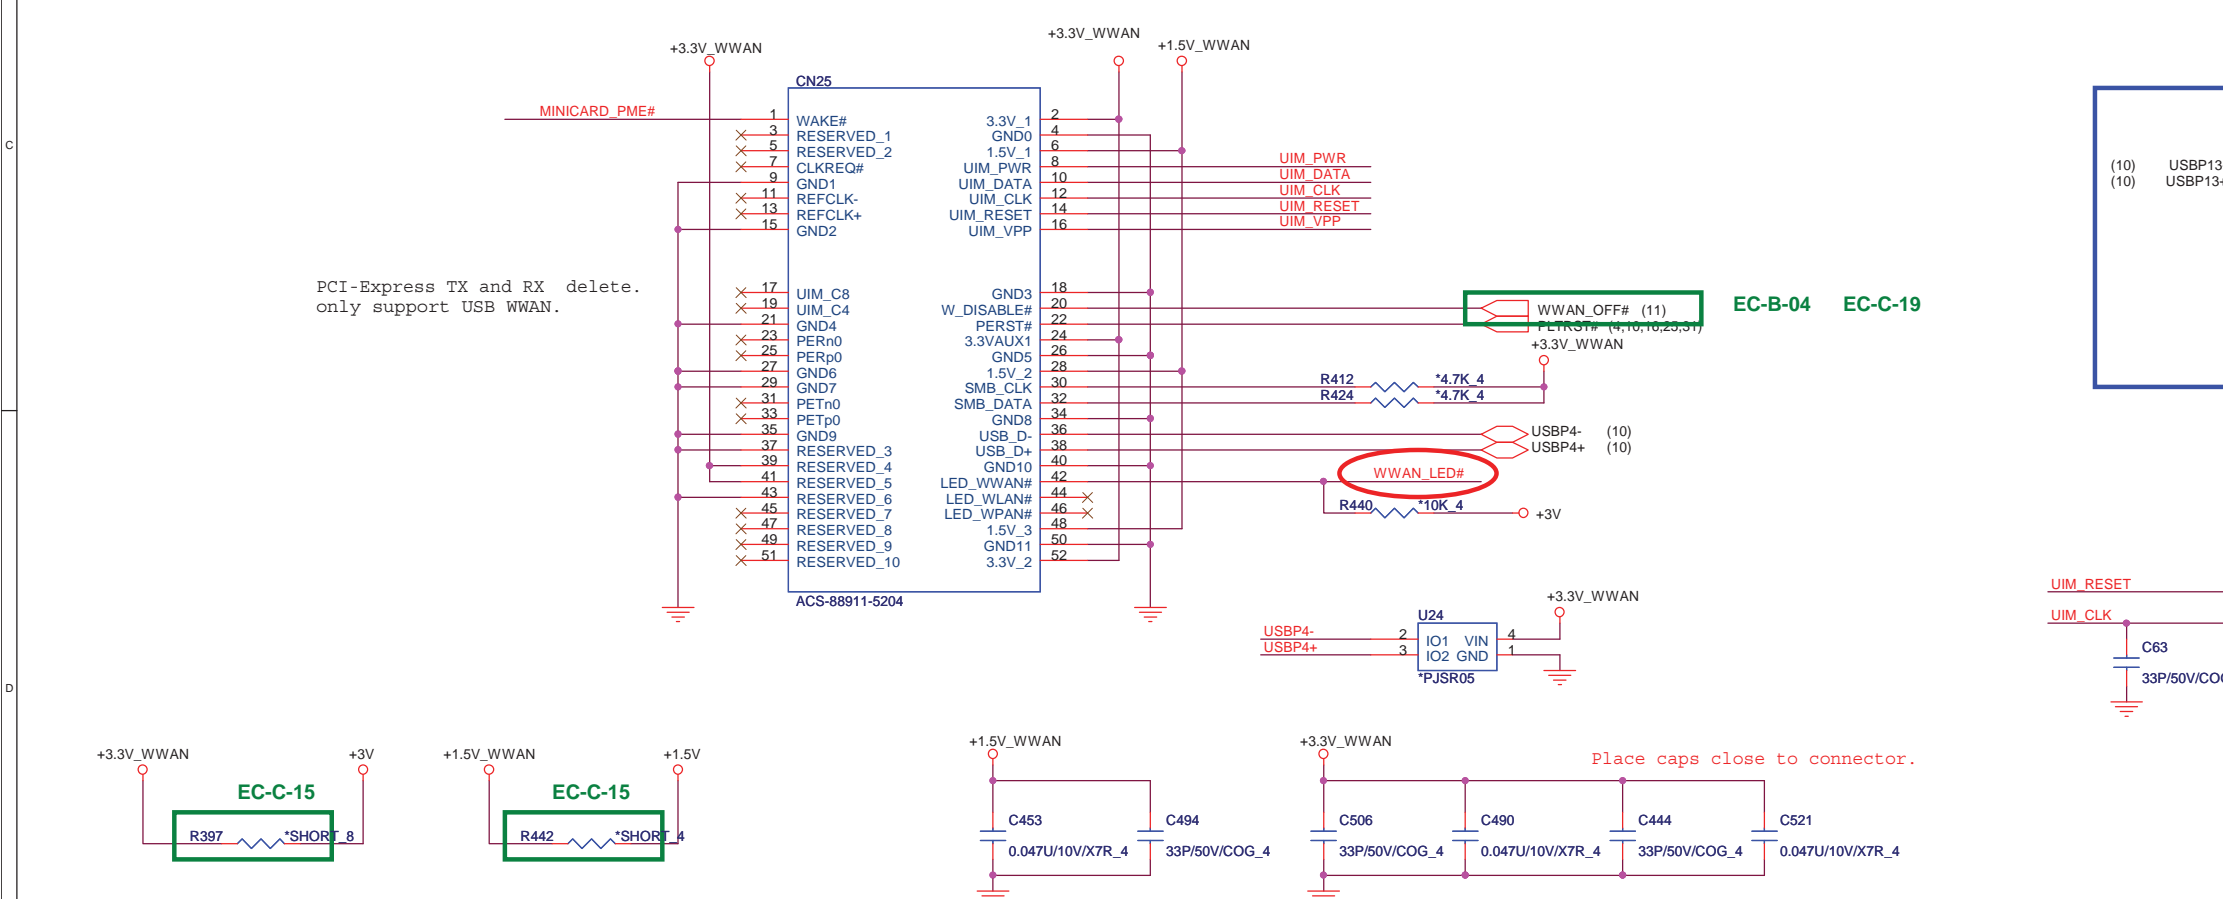 +3.3V_WWAN
+3.3V_WWAN
+1.5V_WWAN
CN25
MINICARD_PME#
1 WAKE# 3.3V_1 2
3 RESERVED_1 GND0 4
5 RESERVED_2 1.5V_1 6
7 CLKREQ# UIM_PWR 8 UIM_PWR
9 GND1 UIM_DATA 10 UIM_DATA
11 REFCLK- UIM_CLK 12 UIM_CLK
13 REFCLK+ UIM_RESET 14 UIM_RESET
15 GND2 UIM_VPP 16 UIM_VPP
C
(10) USBP13
(10) USBP13+
PCI-Express TX and RX delete.
only support USB WWAN.
17 UIM_C8 GND3 18
19 UIM_C4 W_DISABLE# 20 WWAN_OFF# (11)
EC-B-04 EC-C-19
21 GND4 PERST# 22 PLTRST# (4,10,16,25,31)
23 PERn0 3.3VAUX1 24
+3.3V_WWAN
25 PERp0 GND5 26
27 GND6 1.5V_2 28
29 GND7 SMB_CLK 30 R412 *4.7K_4
31 PETn0 SMB_DATA 32 R424 *4.7K_4
33 PETp0 GND8 34
35 GND9 USB_D- 36 USBP4- (10)
37 RESERVED_3 USB_D+ 38 USBP4+ (10)
39 RESERVED_4 GND10 40
41 RESERVED_5 LED_WWAN# 42 WWAN_LED#
43 RESERVED_6 LED_WLAN# 44
45 RESERVED_7 LED_WPAN# 46 R440 *10K_4 +3V
47 RESERVED_8 1.5V_3 48
49 RESERVED_9 GND11 50
51 RESERVED_10 3.3V_2 52
ACS-88911-5204
UIM_RESET
UIM_CLK
C63
33P/50V/CO
+3.3V_WWAN
U24
USBP4- 2 IO1 VIN 4
USBP4+ 3 IO2 GND 1
*PJSR05
D
+3.3V_WWAN +3V
EC-C-15
R397 *SHORT_8
+1.5V_WWAN +1.5V
EC-C-15
R442 *SHORT_4
+1.5V_WWAN
C453
0.047U/10V/X7R_4
C494
33P/50V/COG_4
+3.3V_WWAN
Place caps close to connector.
C506
33P/50V/COG_4
C490
0.047U/10V/X7R_4
C444
33P/50V/COG_4
C521
0.047U/10V/X7R_4